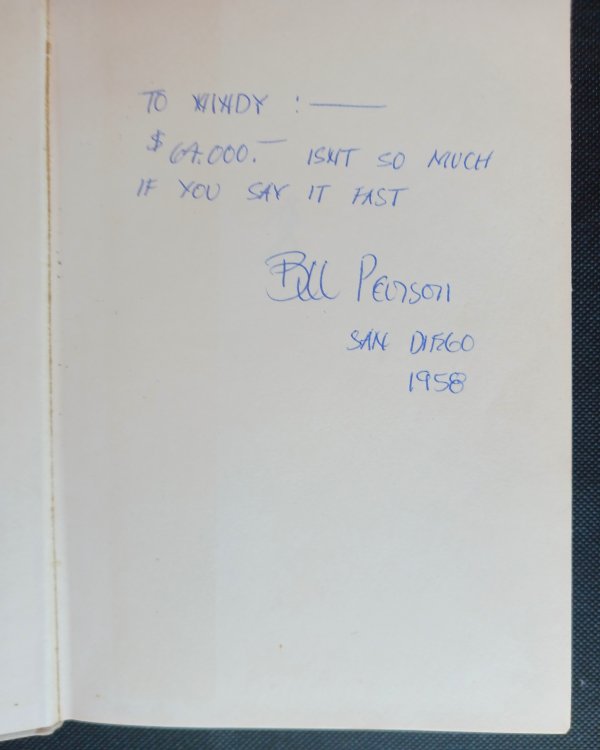 TO WINDY :—
$64.000.— ISNT SO MUCH
IF YOU SAY IT FAST
Bill Pearson
SAN DIEGO
1958